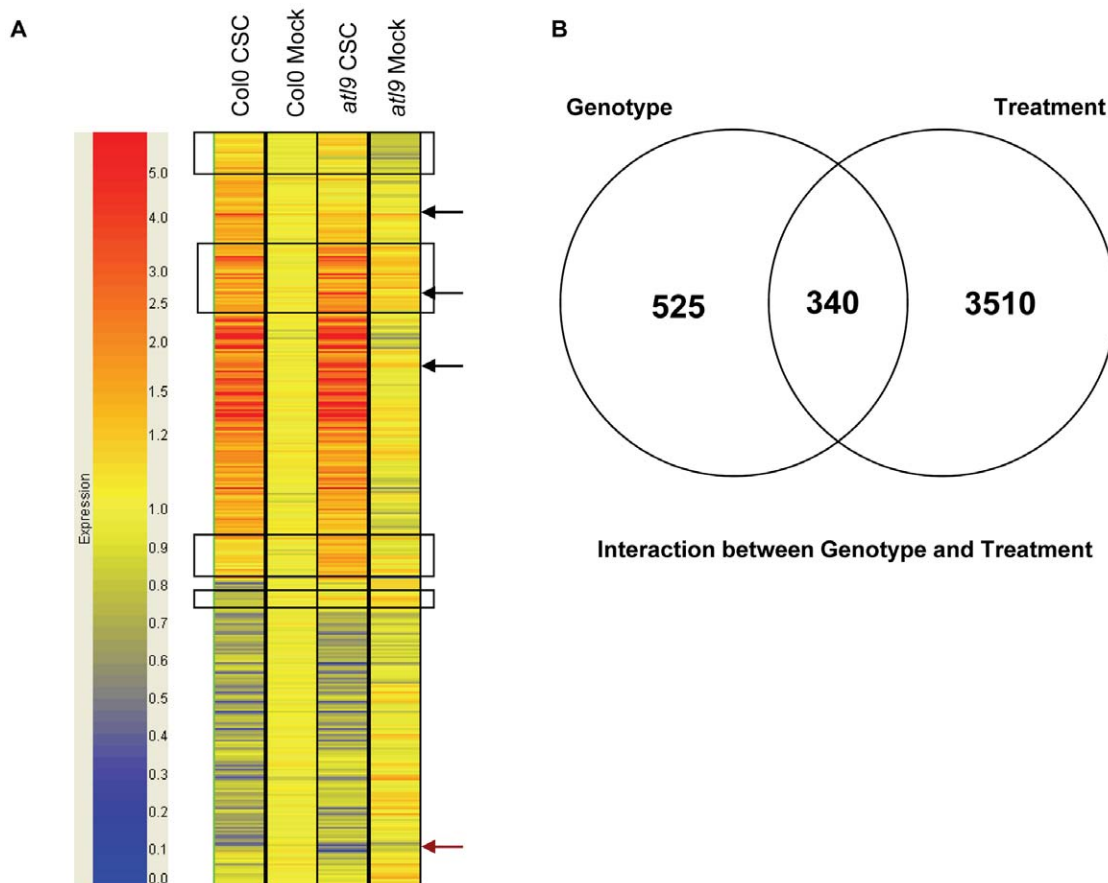 A
Col0 CSC
Col0 Mock
atl9 CSC
atl9 Mock
5.0
4.0
3.0
2.5
2.0
1.5
1.2
1.0
0.9
0.8
0.7
0.6
0.5
0.4
0.3
0.2
0.1
0.0
Expression
B
Genotype
Treatment
525
340
3510
Interaction between Genotype and Treatment